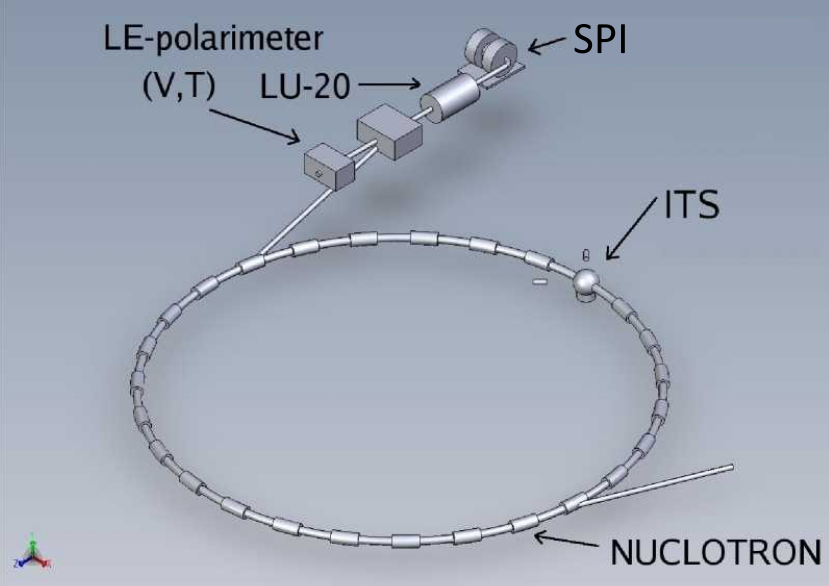 LE-polarimeter
(V,T)
LU-20
SPI
ITS
NUCLOTRON